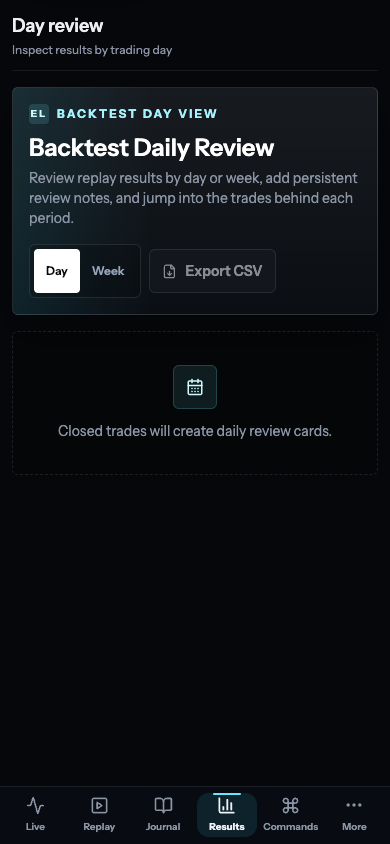 Day review
Inspect results by trading day
EL BACKTEST DAY VIEW
Backtest Daily Review
Review replay results by day or week, add persistent
review notes, and jump into the trades behind each
period.
Day Week Export CSV
Closed trades will create daily review cards.
Live Replay Journal Results Commands More